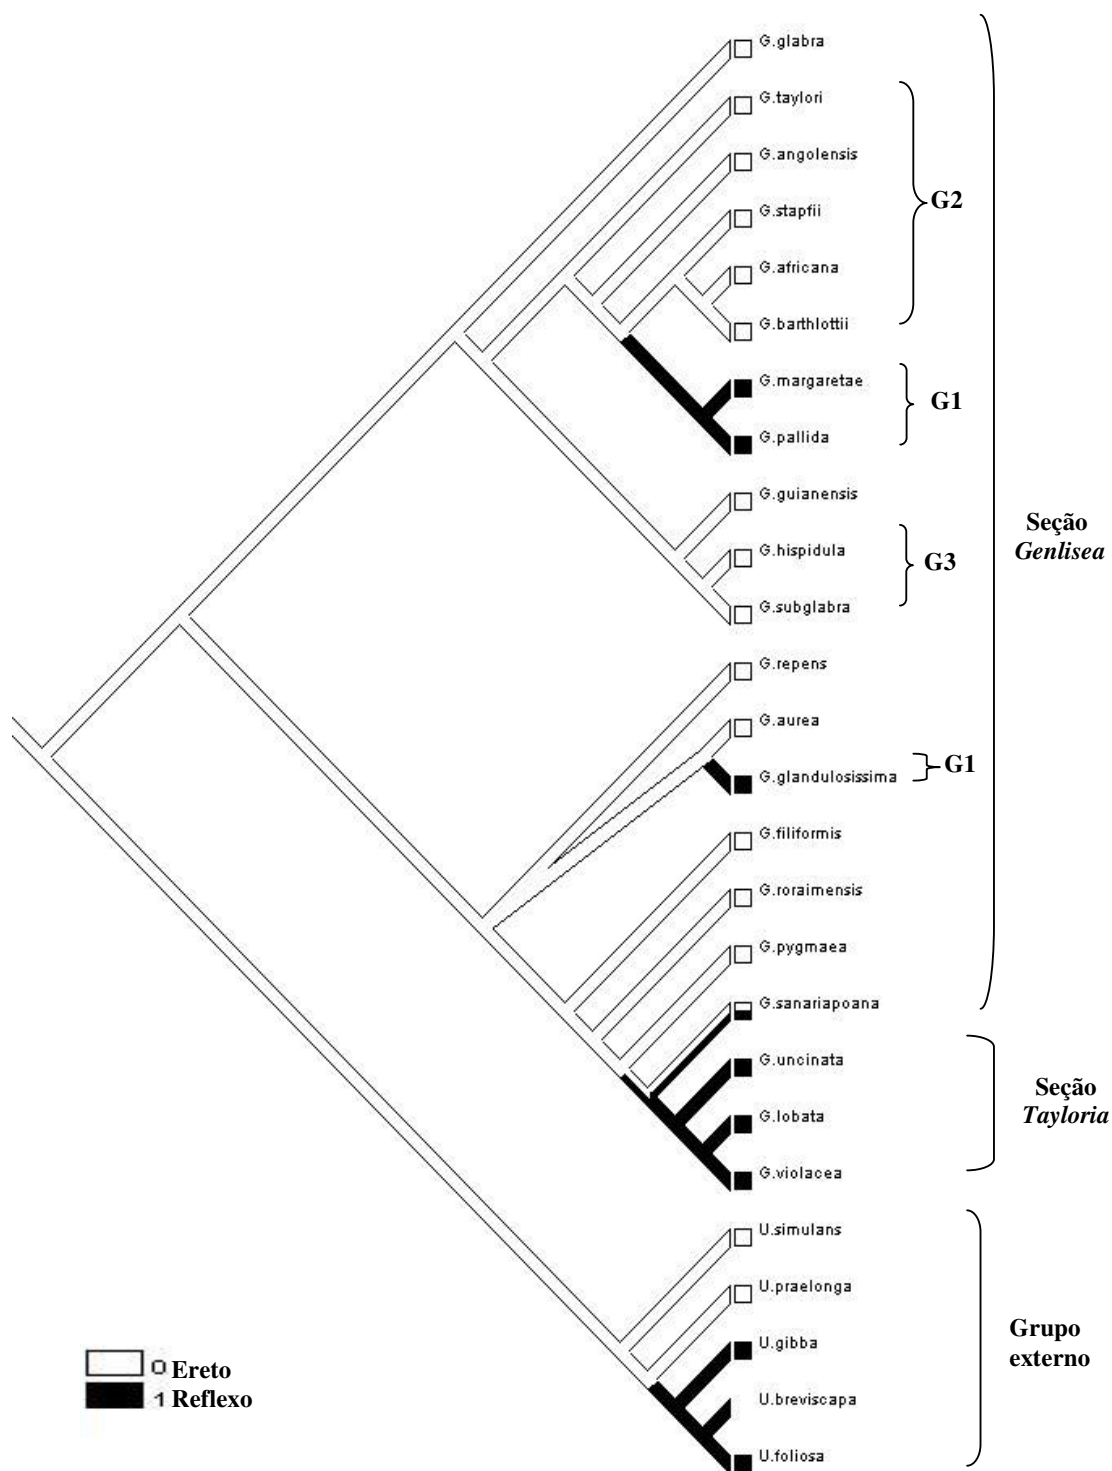 G.glabra
G.taylori
G.angolensis
G.stapfii
G.africana
G.barthlottii
G2
G.margaretae
G.pallida
G1
G.guianensis
G.hispidula
G.subglabra
G3
Seção
Genlisea
G.repens
G.aurea
G.glandulosissima
G1
G.filiformis
G.roraimensis
G.pygmaea
G.sanariapoana
G.uncinata
G.lobata
G.violacea
Seção
Tayloria
U.simulans
U.praelonga
U.gibba
U.breviscapa
U.foliosa
Grupo
externo
0 Ereto
1 Reflexo